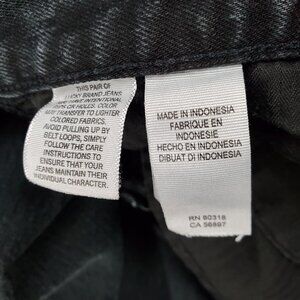 THIS PAIR OF
LUCKY BRAND JEANS
HAVE INTENTIONAL
OR HOLES. COLOR
MAY TRANSFER TO LIGHTER
COLORED FABRICS.
AVOID PULLING UP BY
BELT LOOPS, SIMPLY
FOLLOW THE CARE
INSTRUCTIONS TO
ENSURE THAT YOUR
JEANS MAINTAIN THEIR
INDIVIDUAL CHARACTER.
MADE IN INDONESIA
FABRIQUE EN
INDONESIE
HECHO EN INDONESIA
DIBUAT DI INDONESIA
RN 80318
CA 56897